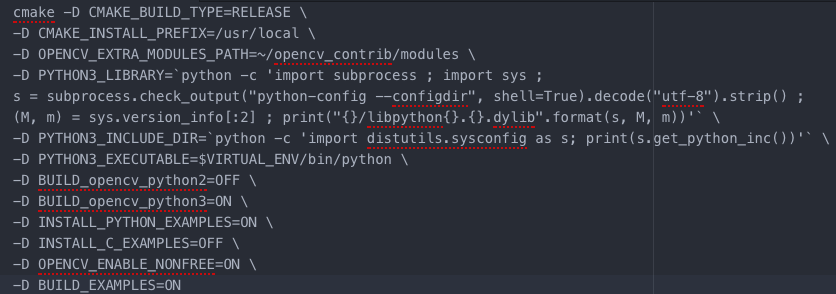 cmake -D CMAKE_BUILD_TYPE=RELEASE \
-D CMAKE_INSTALL_PREFIX=/usr/local \
-D OPENCV_EXTRA_MODULES_PATH=~/opencv_contrib/modules \
-D PYTHON3_LIBRARY=`python -c 'import subprocess ; import sys ;
s = subprocess.check_output("python-config --configdir", shell=True).decode("utf-8").strip() ;
(M, m) = sys.version_info[:2] ; print("{}/libpython{}.{}.dylib".format(s, M, m))'` \
-D PYTHON3_INCLUDE_DIR=`python -c 'import distutils.sysconfig as s; print(s.get_python_inc())'` \
-D PYTHON3_EXECUTABLE=$VIRTUAL_ENV/bin/python \
-D BUILD_opencv_python2=OFF \
-D BUILD_opencv_python3=ON \
-D INSTALL_PYTHON_EXAMPLES=ON \
-D INSTALL_C_EXAMPLES=OFF \
-D OPENCV_ENABLE_NONFREE=ON \
-D BUILD_EXAMPLES=ON